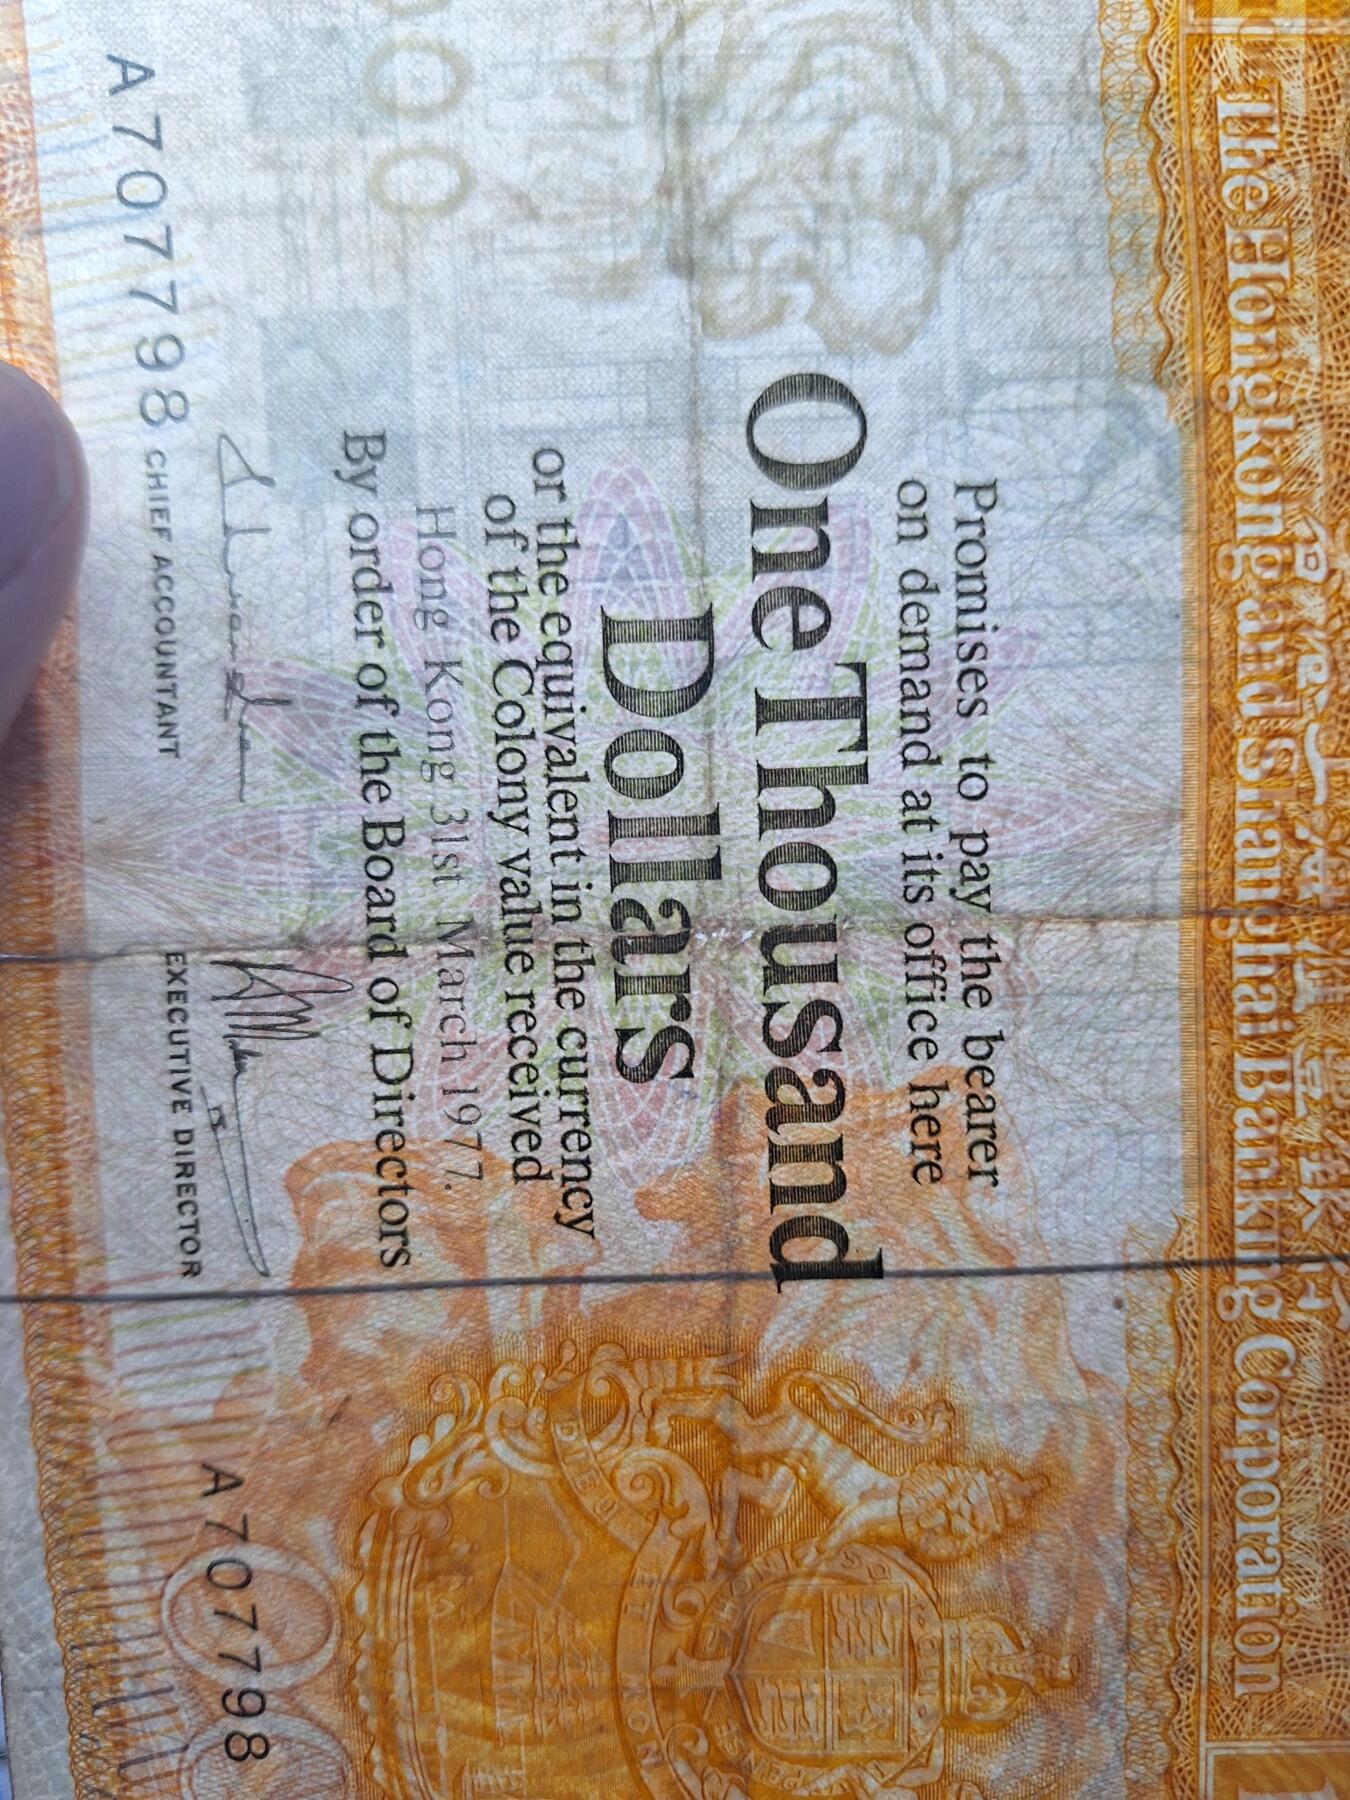 The Hongkong and Shanghai Banking Corporation
Promises to pay the bearer
on demand at its office here
One Thousand
Dollars
or the equivalent in the currency
of the Colony value received
Hong Kong 31st March 1977.
By order of the Board of Directors
A707798
CHIEF ACCOUNTANT
EXECUTIVE DIRECTOR
A707798